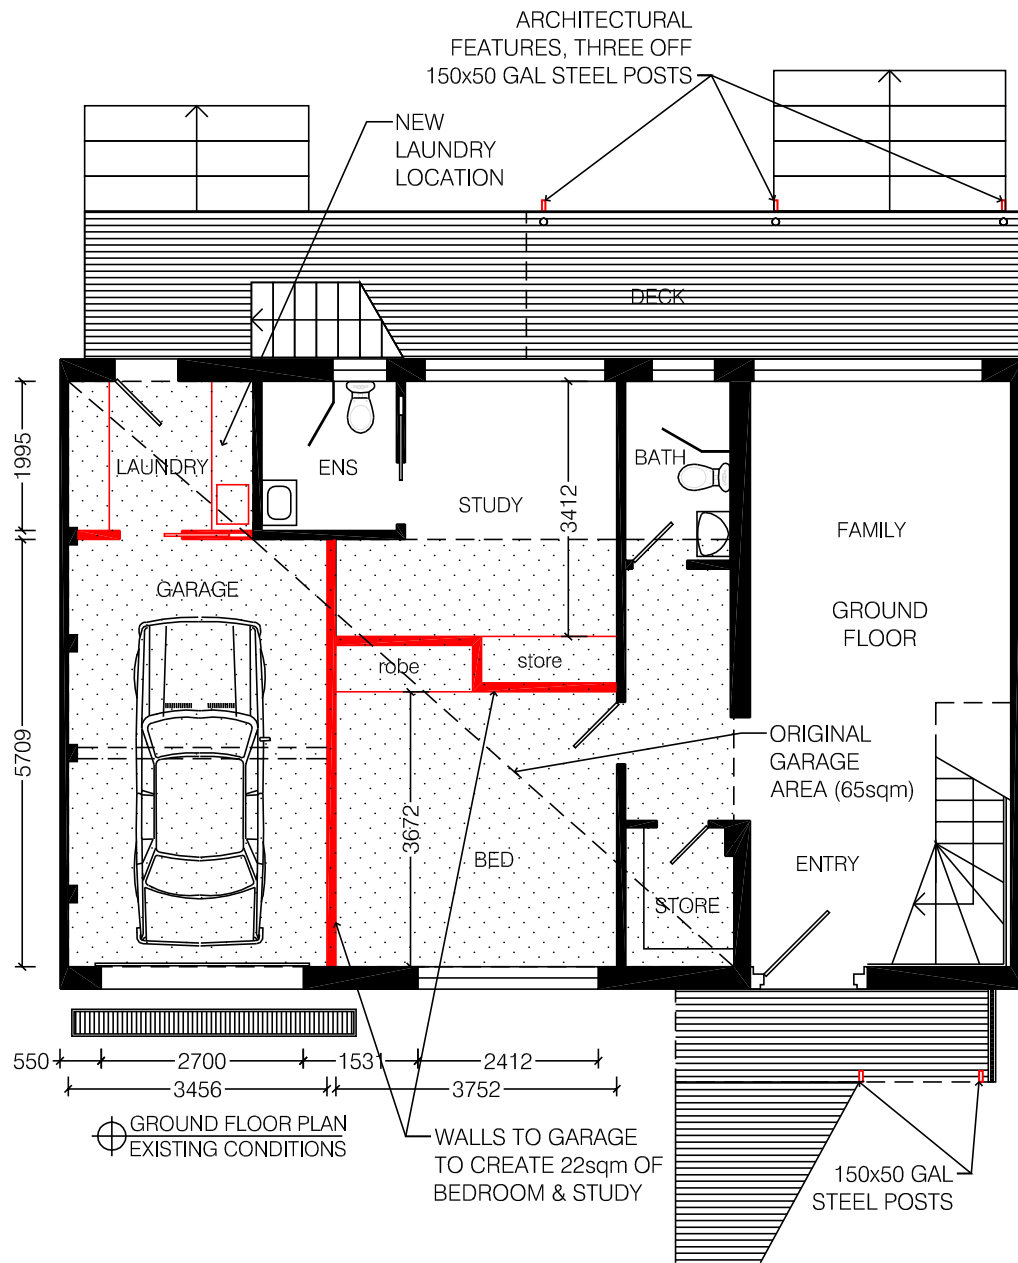 ARCHITECTURAL
FEATURES, THREE OFF
150x50 GAL STEEL POSTS
NEW
LAUNDRY
LOCATION
DECK
1995
LAUNDRY
ENS
STUDY
3412
BATH
FAMILY
GROUND
FLOOR
GARAGE
robe
store
5709
ORIGINAL
GARAGE
AREA (65sqm)
3672
BED
ENTRY
STORE
550
2700
1531
2412
3456
3752
GROUND FLOOR PLAN
EXISTING CONDITIONS
WALLS TO GARAGE
TO CREATE 22sqm OF
BEDROOM & STUDY
150x50 GAL
STEEL POSTS